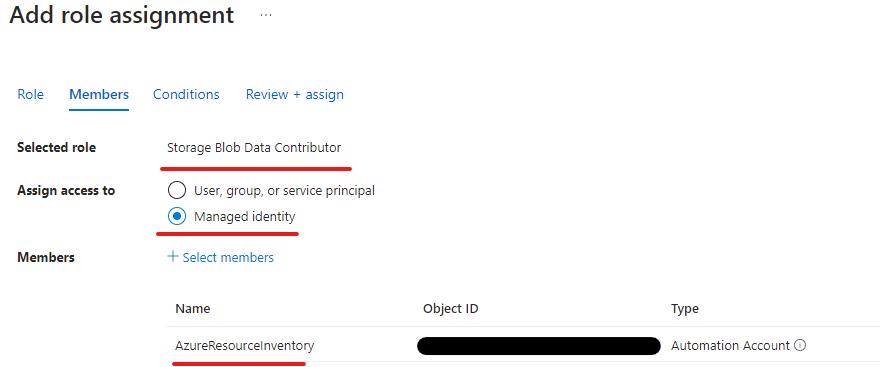 Add role assignment ...
Role Members Conditions Review + assign
Selected role Storage Blob Data Contributor
Assign access to User, group, or service principal
Managed identity
Members + Select members
Name Object ID Type
AzureResourceInventory Automation Account